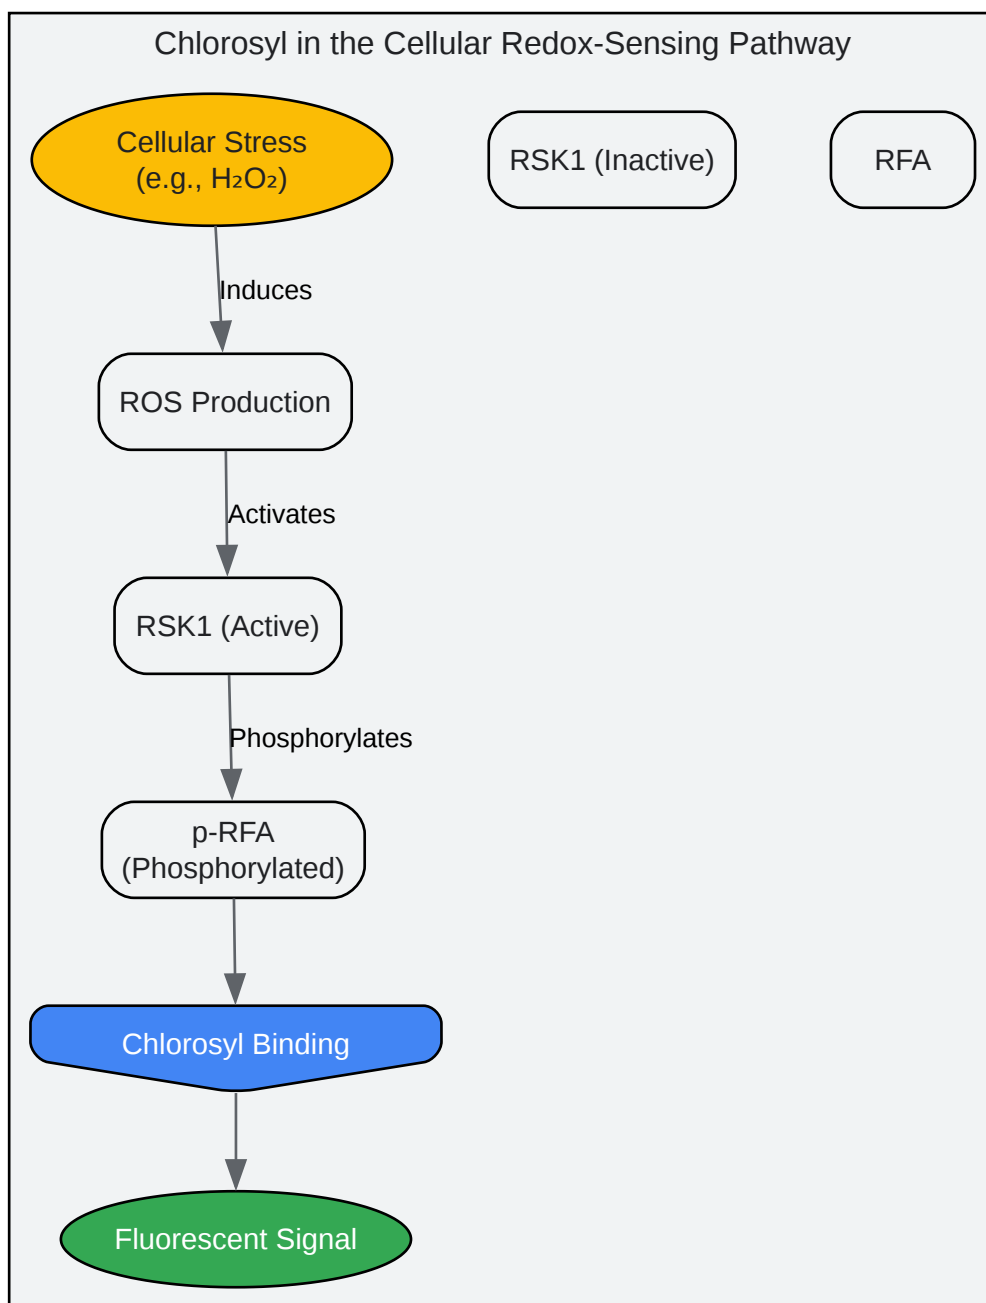 Chlorosyl in the Cellular Redox-Sensing Pathway
Cellular Stress
(e.g., H₂O₂)
RSK1 (Inactive)
RFA
Induces
ROS Production
Activates
RSK1 (Active)
Phosphorylates
p-RFA
(Phosphorylated)
Chlorosyl Binding
Fluorescent Signal